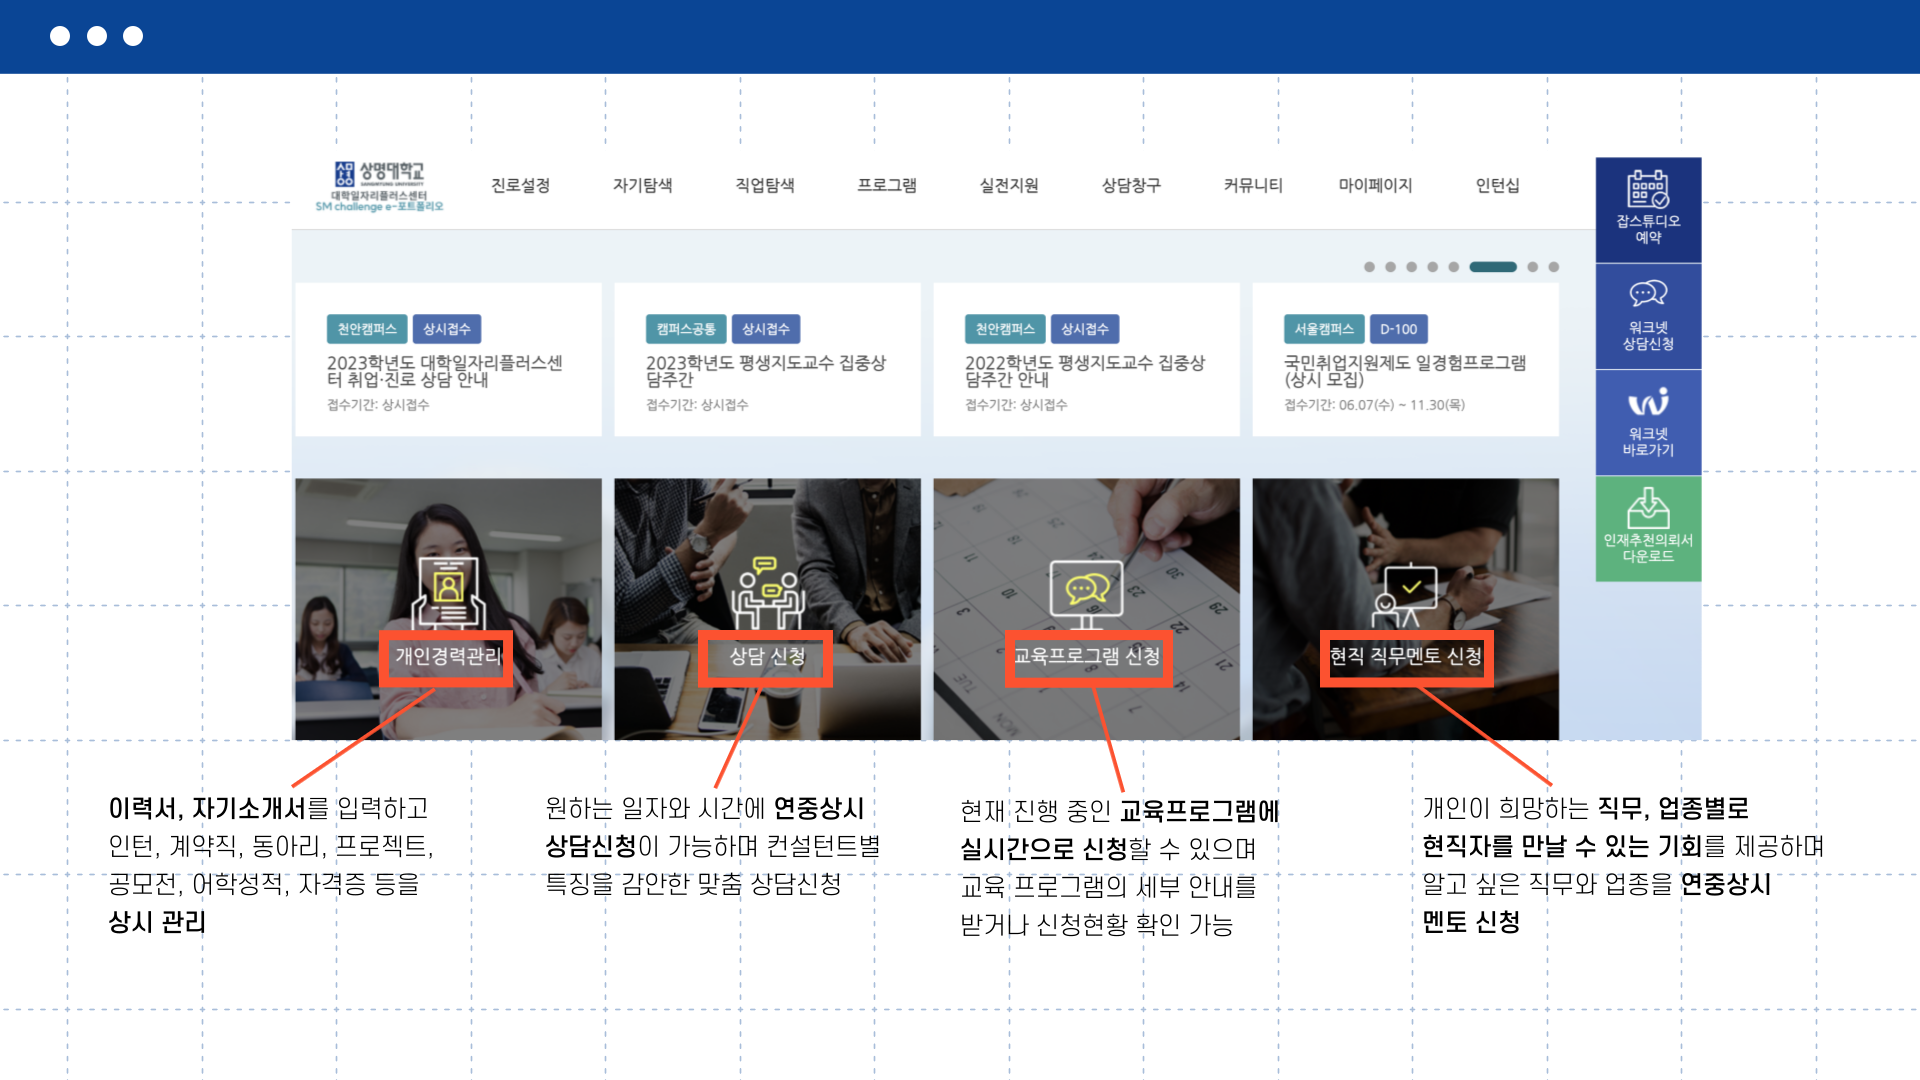 상명대학교
SANGMYUNG UNIVERSITY
대학일자리플러스센터
SM challenge e-포트폴리오
진로설정
자기탐색
직업탐색
프로그램
실전지원
상담창구
커뮤니티
마이페이지
인턴십
잡스튜디오
예약
워크넷
상담신청
워크넷
바로가기
인재추천의뢰서
다운로드
천안캠퍼스 상시접수
2023학년도 대학일자리플러스센
터 취업·진로 상담 안내
접수기간: 상시접수
캠퍼스공통 상시접수
2023학년도 평생지도교수 집중상
담주간
접수기간: 상시접수
천안캠퍼스 상시접수
2022학년도 평생지도교수 집중상
담주간 안내
접수기간: 상시접수
서울캠퍼스 D-100
국민취업지원제도 일경험프로그램
(상시 모집)
접수기간: 06.07(수) ~ 11.30(목)
개인경력관리
상담 신청
교육프로그램 신청
현직 직무멘토 신청
이력서, 자기소개서를 입력하고
인턴, 계약직, 동아리, 프로젝트,
공모전, 어학성적, 자격증 등을
상시 관리
원하는 일자와 시간에 연중상시
상담신청이 가능하며 컨설턴트별
특징을 감안한 맞춤 상담신청
현재 진행 중인 교육프로그램에
실시간으로 신청할 수 있으며
교육 프로그램의 세부 안내를
받거나 신청현황 확인 가능
개인이 희망하는 직무, 업종별로
현직자를 만날 수 있는 기회를 제공하며
알고 싶은 직무와 업종을 연중상시
멘토 신청